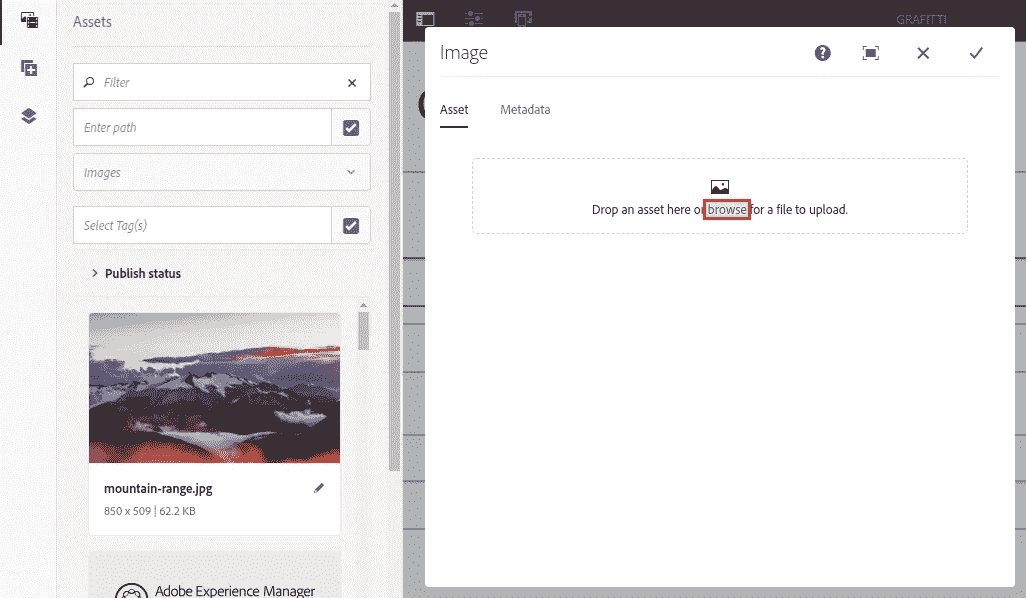 Assets
Filter
Enter path
Images
Select Tag(s)
Publish status
mountain-range.jpg
850 x 509 | 62.2 KB
Adobe Experience Manager
GRAFITTI
Image
Asset
Metadata
Drop an asset here or browse for a file to upload.